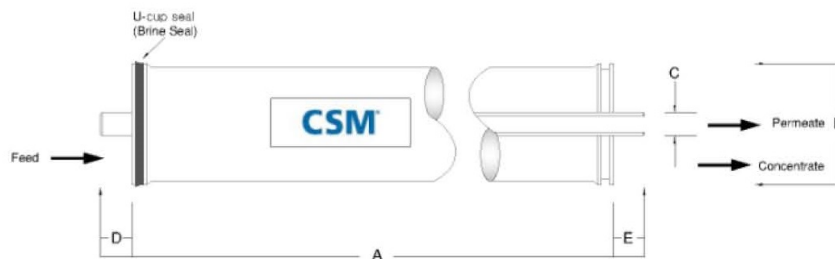 U-cup seal
(Brine Seal)
C
CSM
Permeate
Feed
Concentrate
D
E
A